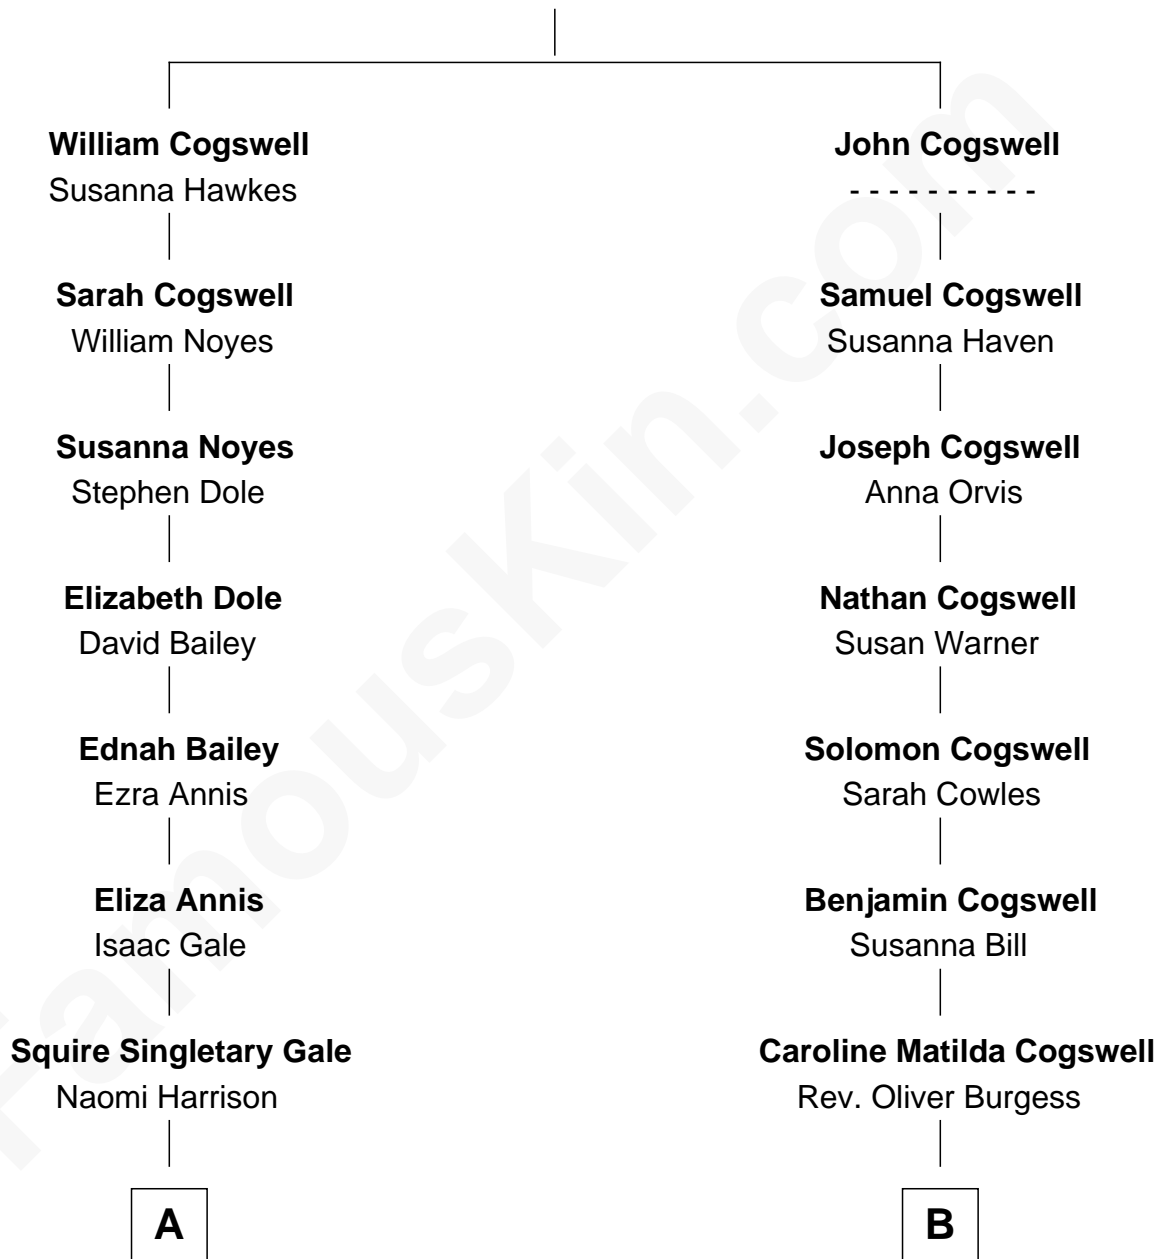 William Cogswell
Susanna Hawkes
Sarah Cogswell
William Noyes
Susanna Noyes
Stephen Dole
Elizabeth Dole
David Bailey
Ednah Bailey
Ezra Annis
Eliza Annis
Isaac Gale
Squire Singletary Gale
Naomi Harrison
A
John Cogswell
- - - - - - - - - -
Samuel Cogswell
Susanna Haven
Joseph Cogswell
Anna Orvis
Nathan Cogswell
Susan Warner
Solomon Cogswell
Sarah Cowles
Benjamin Cogswell
Susanna Bill
Caroline Matilda Cogswell
Rev. Oliver Burgess
B
FamousKin.com